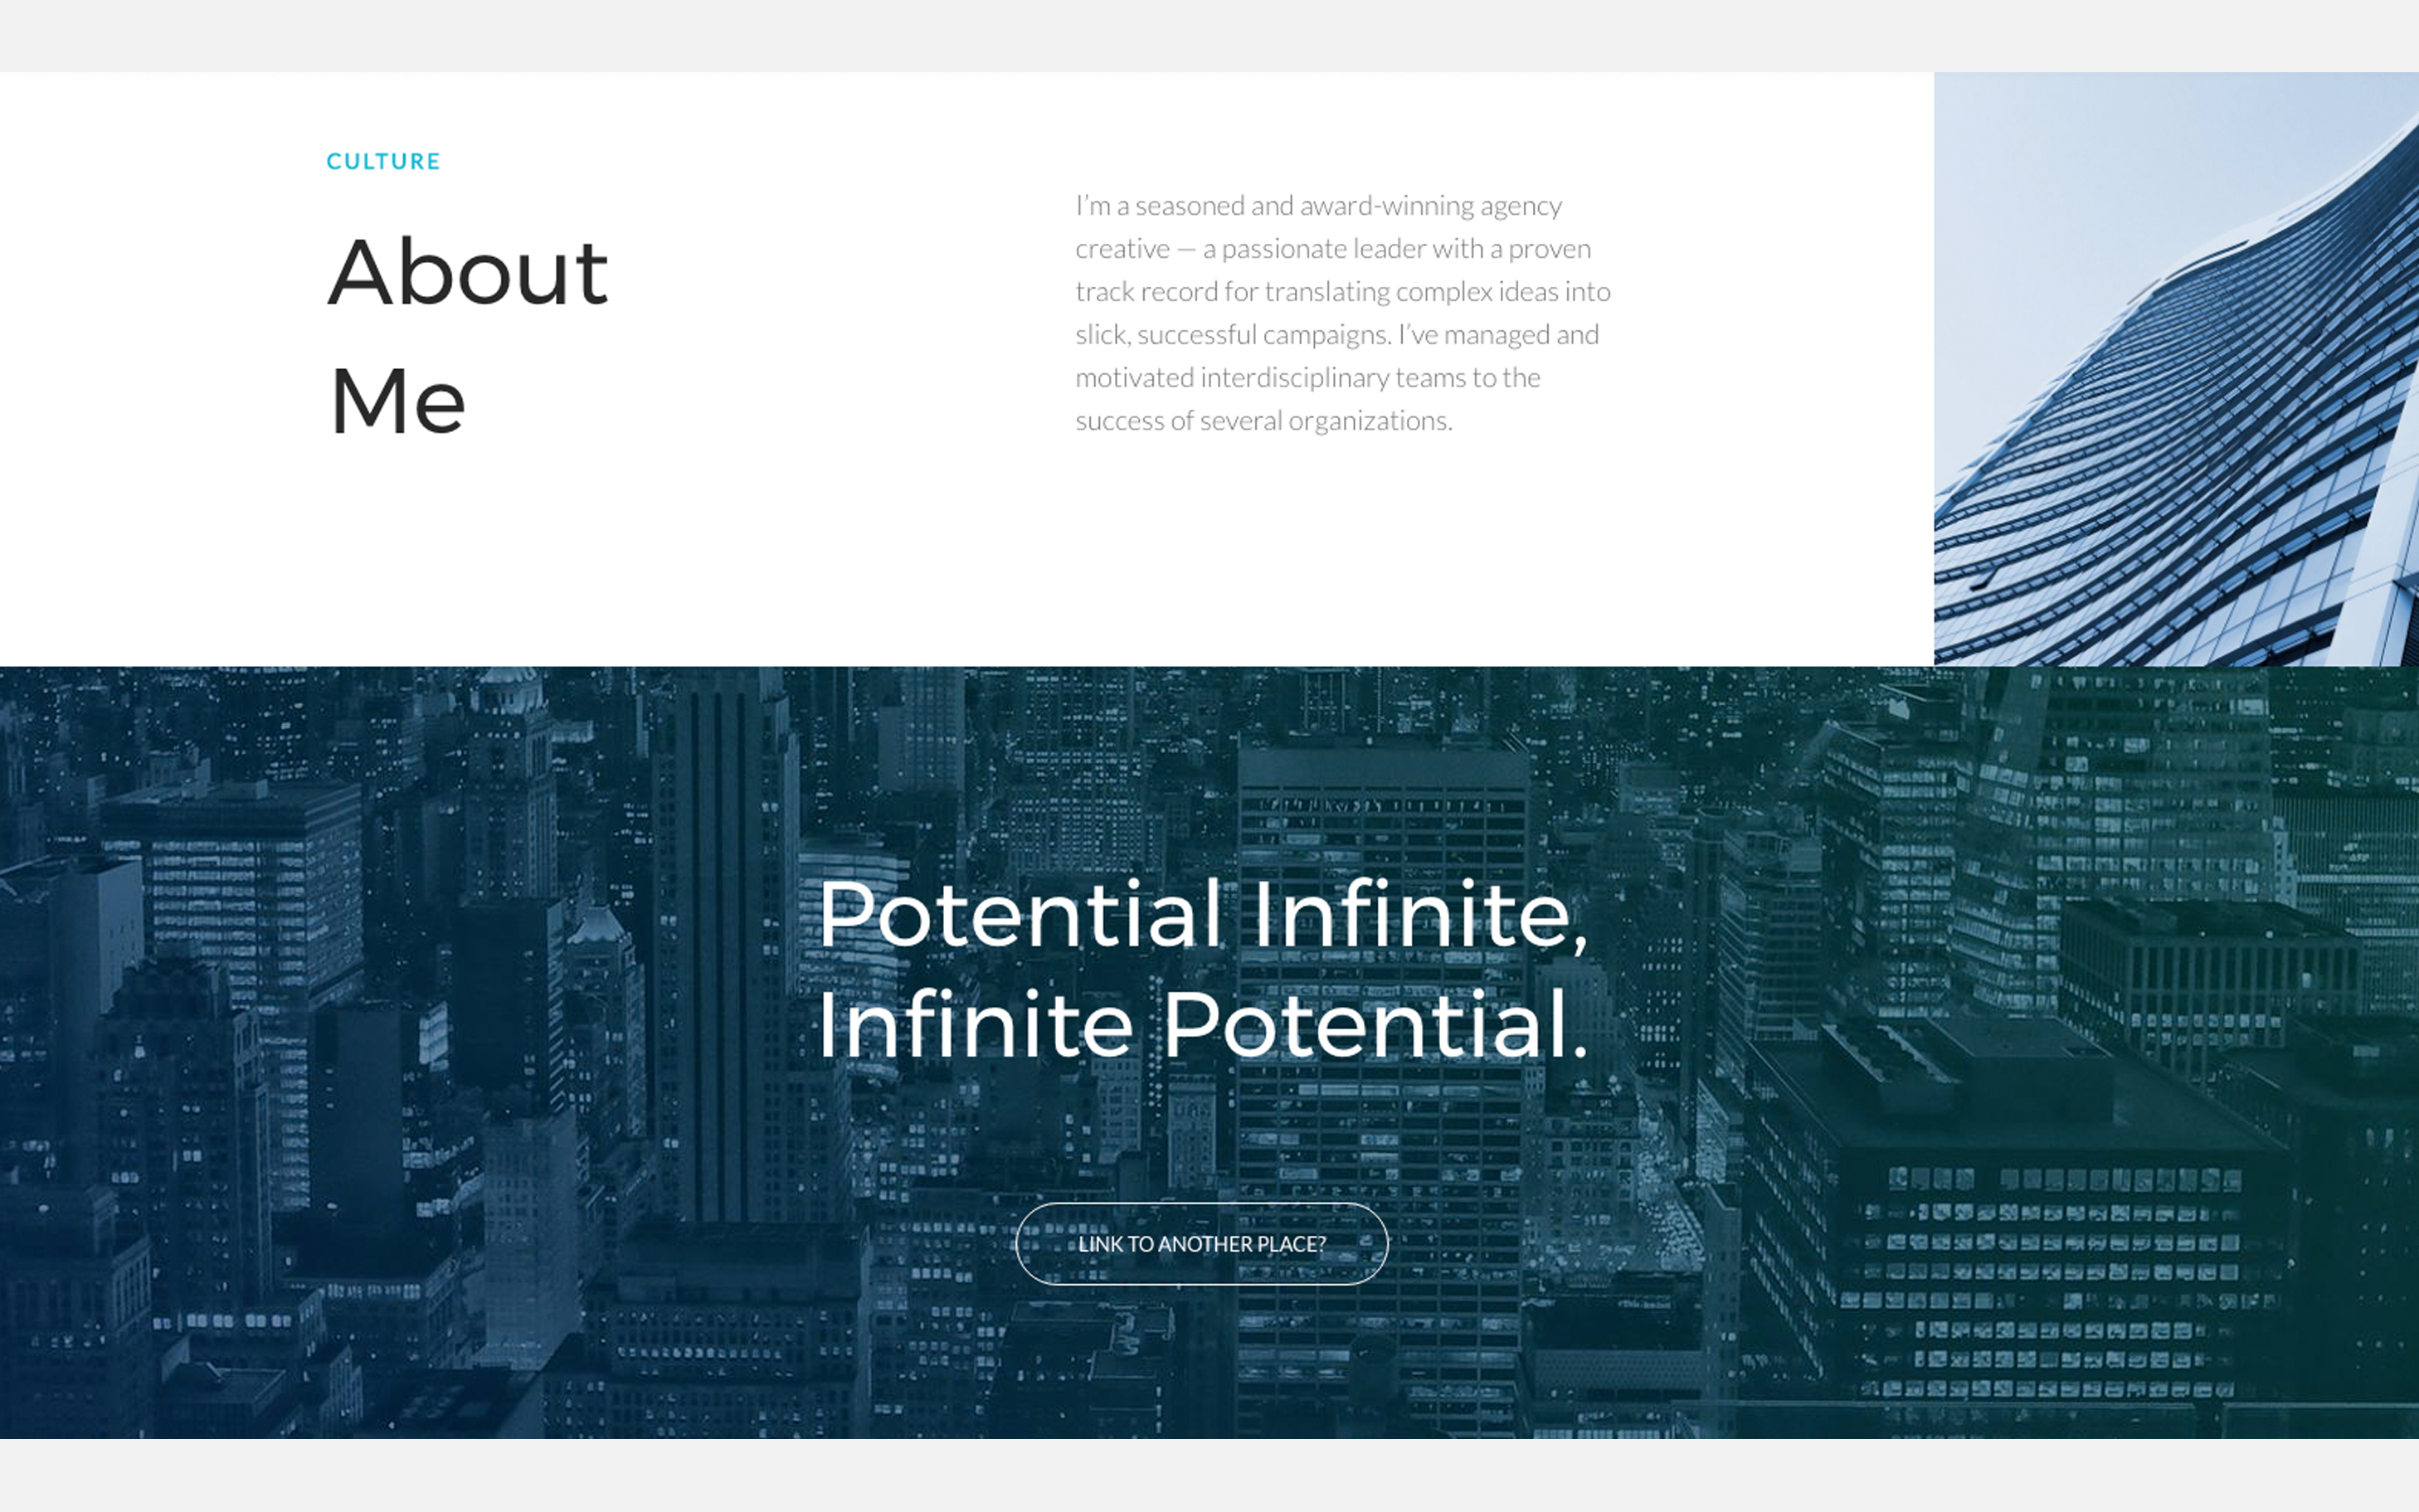 CULTURE
About
Me
I'm a seasoned and award-winning agency
creative — a passionate leader with a proven
track record for translating complex ideas into
slick, successful campaigns. I've managed and
motivated interdisciplinary teams to the
success of several organizations.
Potential Infinite,
Infinite Potential.
LINK TO ANOTHER PLACE?